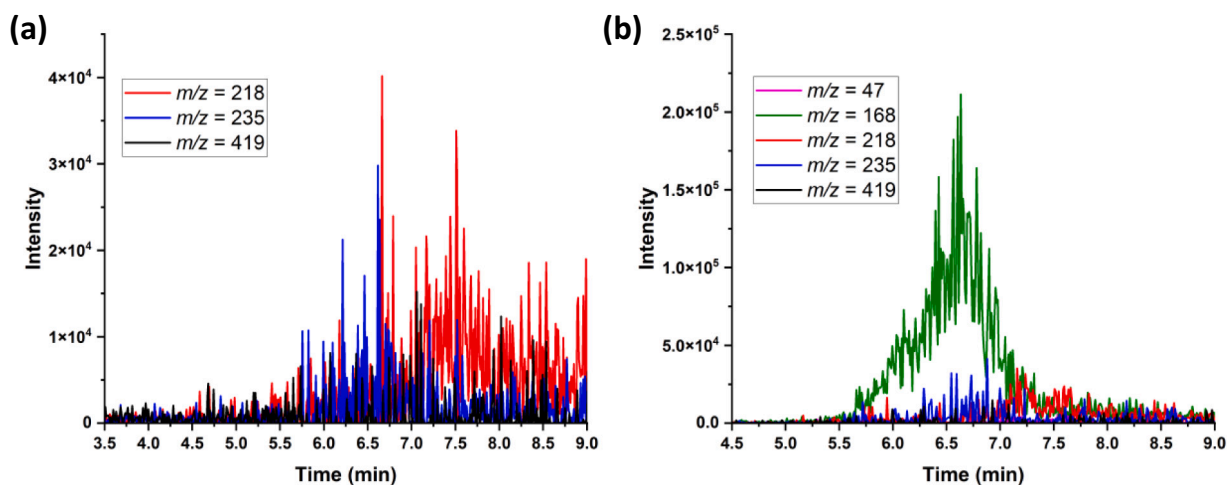 (a)
4×10⁴
3×10⁴
2×10⁴
1×10⁴
0
Intensity
m/z = 218
m/z = 235
m/z = 419
3.5 4.0 4.5 5.0 5.5 6.0 6.5 7.0 7.5 8.0 8.5 9.0
Time (min)
(b)
2.5×10⁵
2.0×10⁵
1.5×10⁵
1.0×10⁵
5.0×10⁴
0.0
Intensity
m/z = 47
m/z = 168
m/z = 218
m/z = 235
m/z = 419
4.5 5.0 5.5 6.0 6.5 7.0 7.5 8.0 8.5 9.0
Time (min)